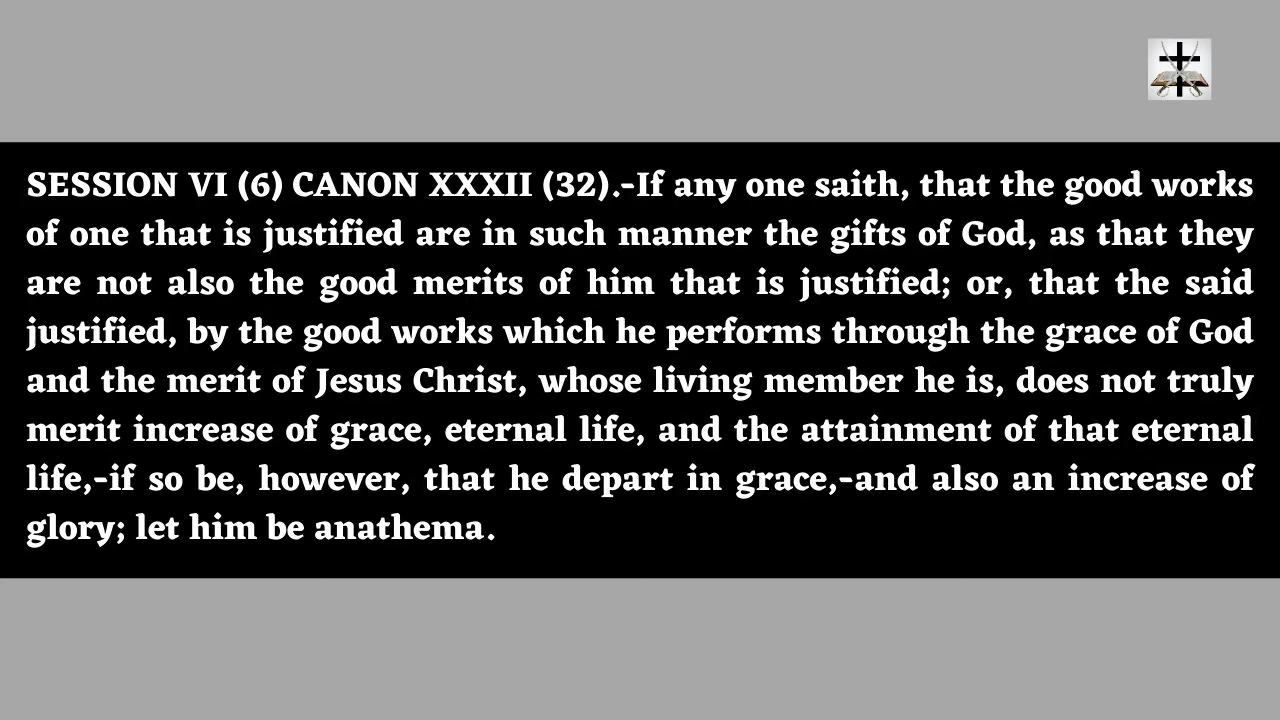 SESSION VI (6) CANON XXXII (32).-If any one saith, that the good works
of one that is justified are in such manner the gifts of God, as that they
are not also the good merits of him that is justified; or, that the said
justified, by the good works which he performs through the grace of God
and the merit of Jesus Christ, whose living member he is, does not truly
merit increase of grace, eternal life, and the attainment of that eternal
life,-if so be, however, that he depart in grace,-and also an increase of
glory; let him be anathema.